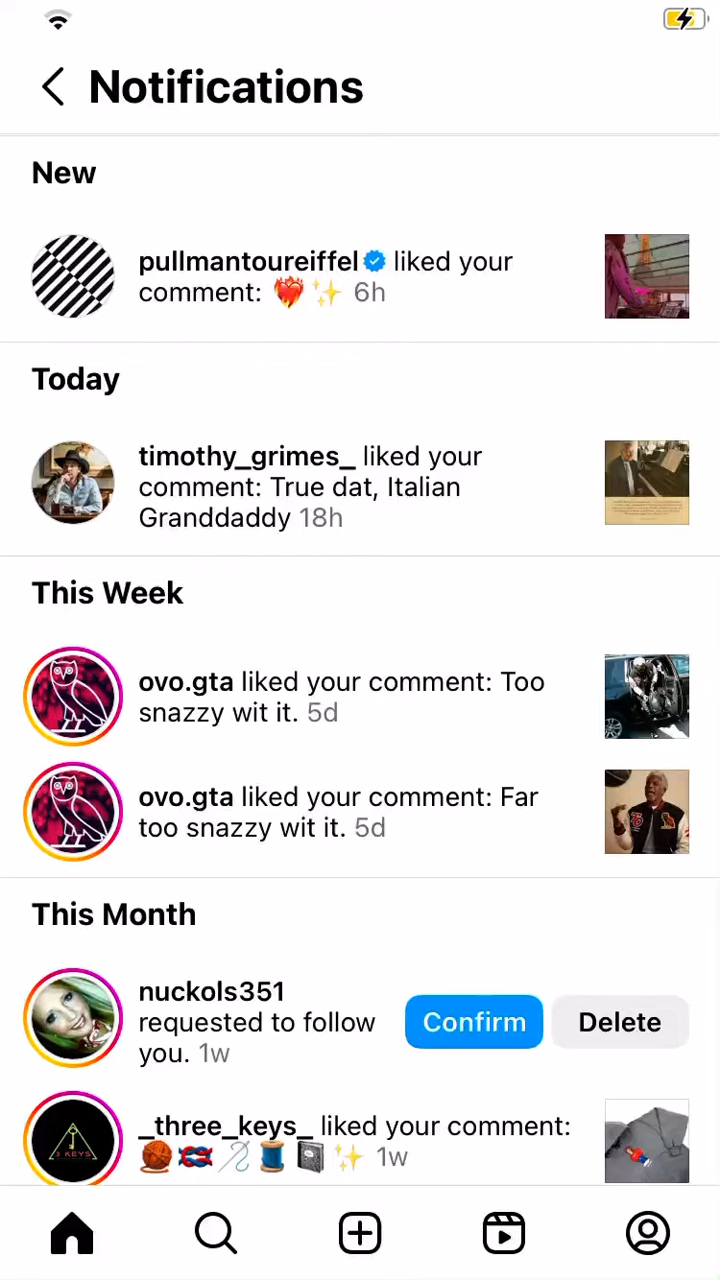 Notifications
New
pullmantoureiffel liked your
comment: ❤️‍🔥✨ 6h
Today
timothy_grimes_ liked your
comment: True dat, Italian
Granddaddy 18h
This Week
ovo.gta liked your comment: Too
snazzy wit it. 5d
ovo.gta liked your comment: Far
too snazzy wit it. 5d
This Month
nuckols351
requested to follow
you. 1w
Confirm
Delete
3 KEYS
_three_keys_ liked your comment:
🧶🪢🪡🧵📓✨ 1w